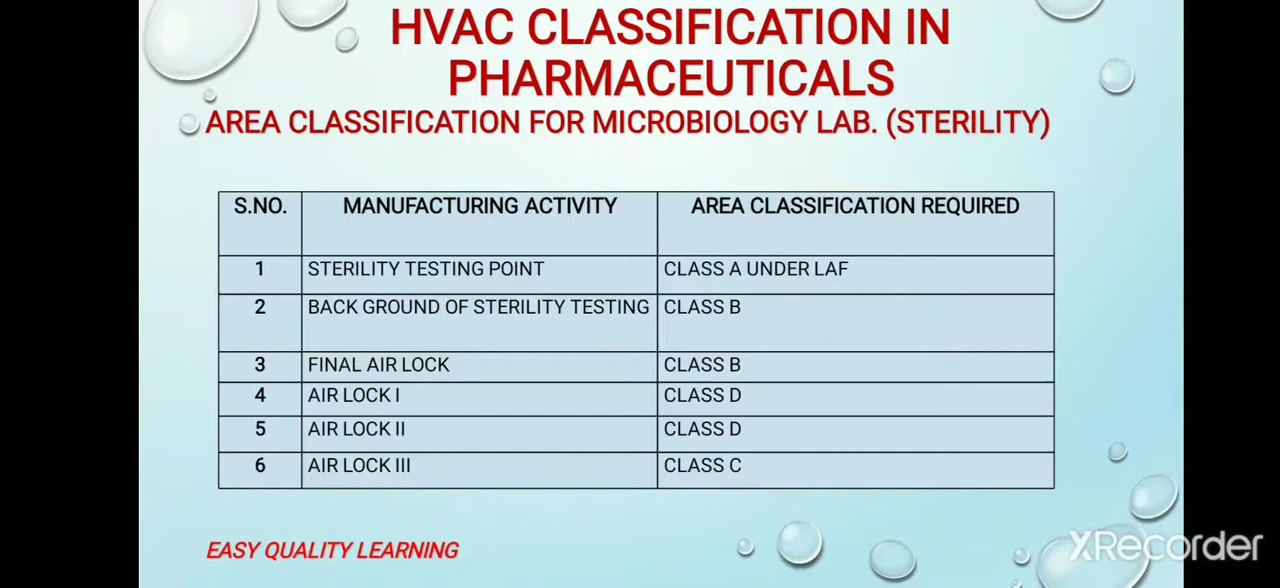 HVAC CLASSIFICATION IN
PHARMACEUTICALS
AREA CLASSIFICATION FOR MICROBIOLOGY LAB. (STERILITY)
S.NO. MANUFACTURING ACTIVITY AREA CLASSIFICATION REQUIRED
1 STERILITY TESTING POINT CLASS A UNDER LAF
2 BACK GROUND OF STERILITY TESTING CLASS B
3 FINAL AIR LOCK CLASS B
4 AIR LOCK I CLASS D
5 AIR LOCK II CLASS D
6 AIR LOCK III CLASS C
EASY QUALITY LEARNING
XRecorder